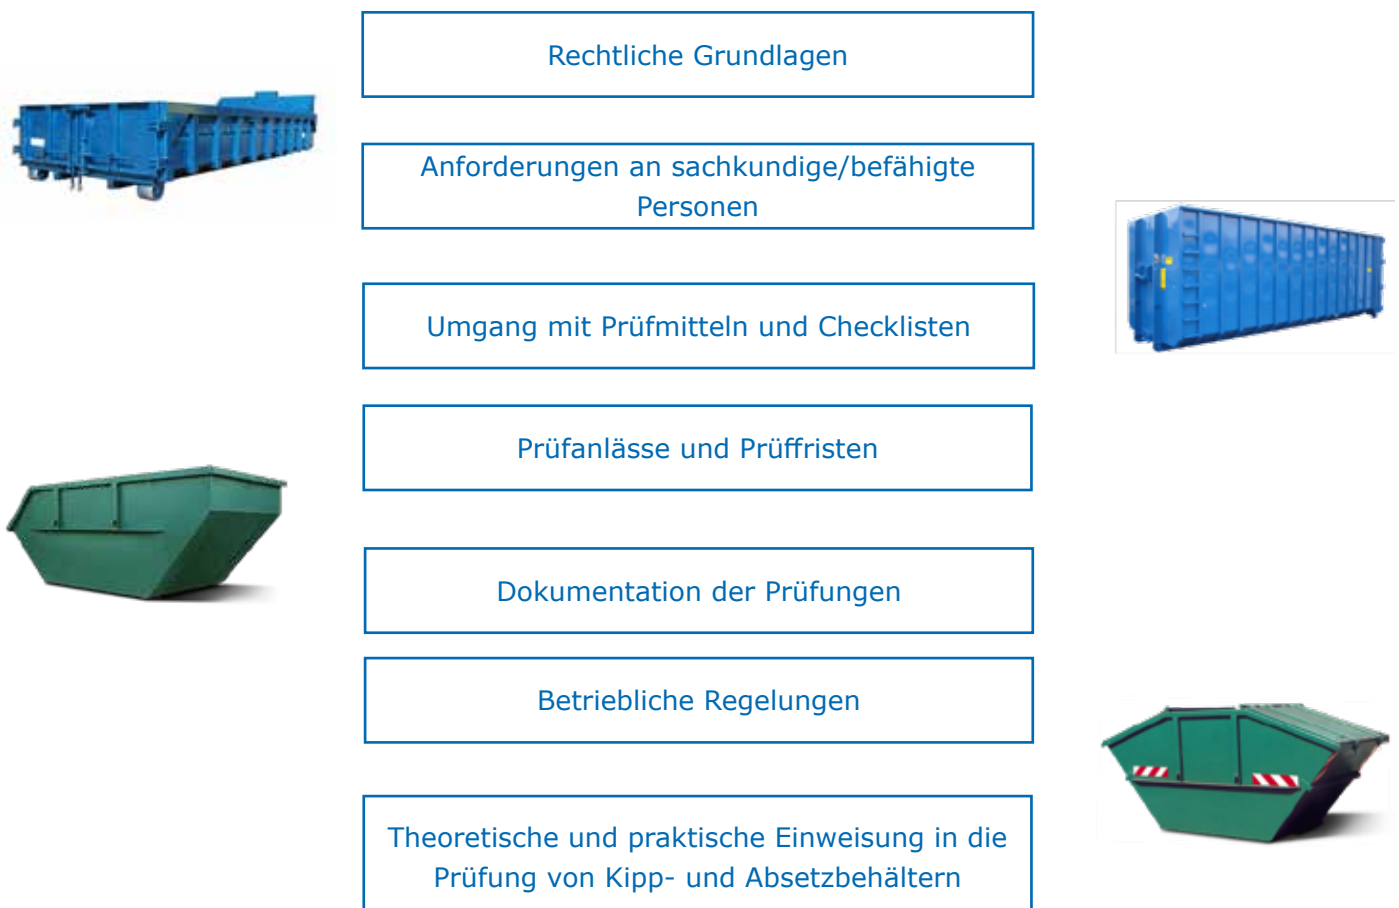 Rechtliche Grundlagen
Anforderungen an sachkundige/befähigte
Personen
Umgang mit Prüfmitteln und Checklisten
Prüfanlässe und Prüffristen
Dokumentation der Prüfungen
Betriebliche Regelungen
Theoretische und praktische Einweisung in die
Prüfung von Kipp- und Absetzbehältern